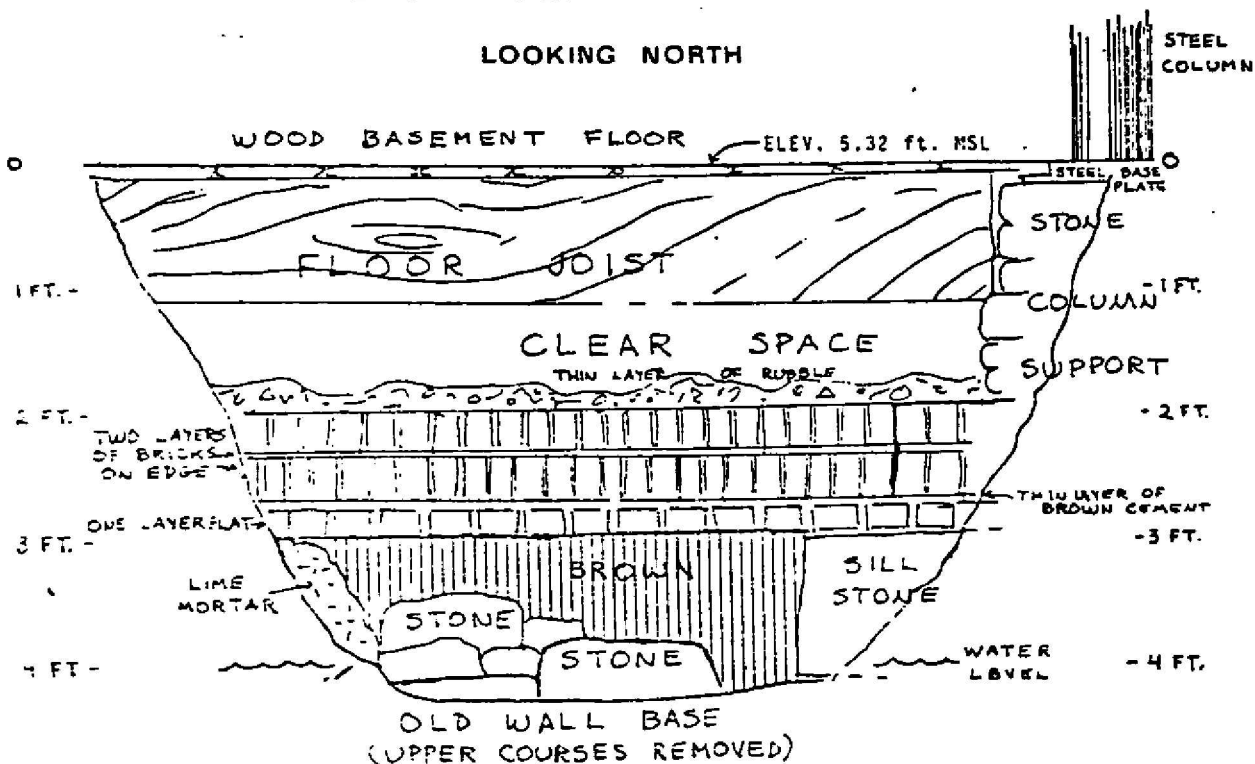 LOOKING NORTH
STEEL
COLUMN
WOOD BASEMENT FLOOR
ELEV. 5.32 ft. MSL
0
0
STEEL BASE
PLATE
STONE
FLOOR JOIST
1 FT. -
- 1 FT.
COLUMN
CLEAR SPACE
THIN LAYER OF RUBBLE
SUPPORT
2 FT. -
- 2 FT.
TWO LAYERS
OF BRICKS
ON EDGE
THIN LAYER OF
BROWN CEMENT
ONE LAYER FLAT
3 FT. -
- 3 FT.
BROWN
SILL
STONE
LIME
MORTAR
STONE
STONE
WATER
LEVEL
4 FT -
- 4 FT.
OLD WALL BASE
(UPPER COURSES REMOVED)